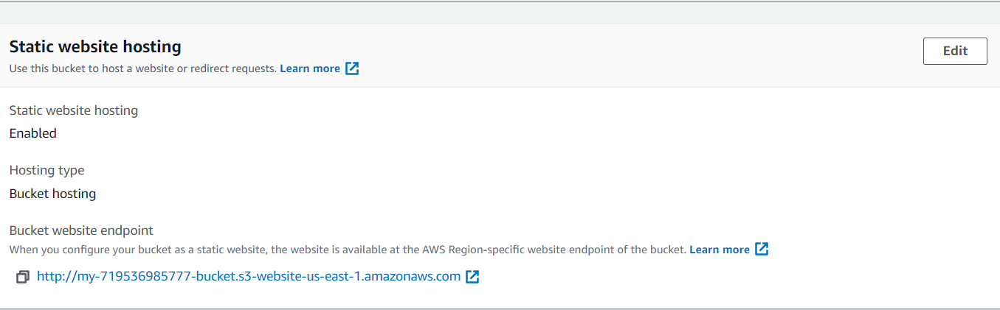 Static website hosting
Edit
Use this bucket to host a website or redirect requests. Learn more
Static website hosting
Enabled
Hosting type
Bucket hosting
Bucket website endpoint
When you configure your bucket as a static website, the website is available at the AWS Region-specific website endpoint of the bucket. Learn more
http://my-719536985777-bucket.s3-website-us-east-1.amazonaws.com